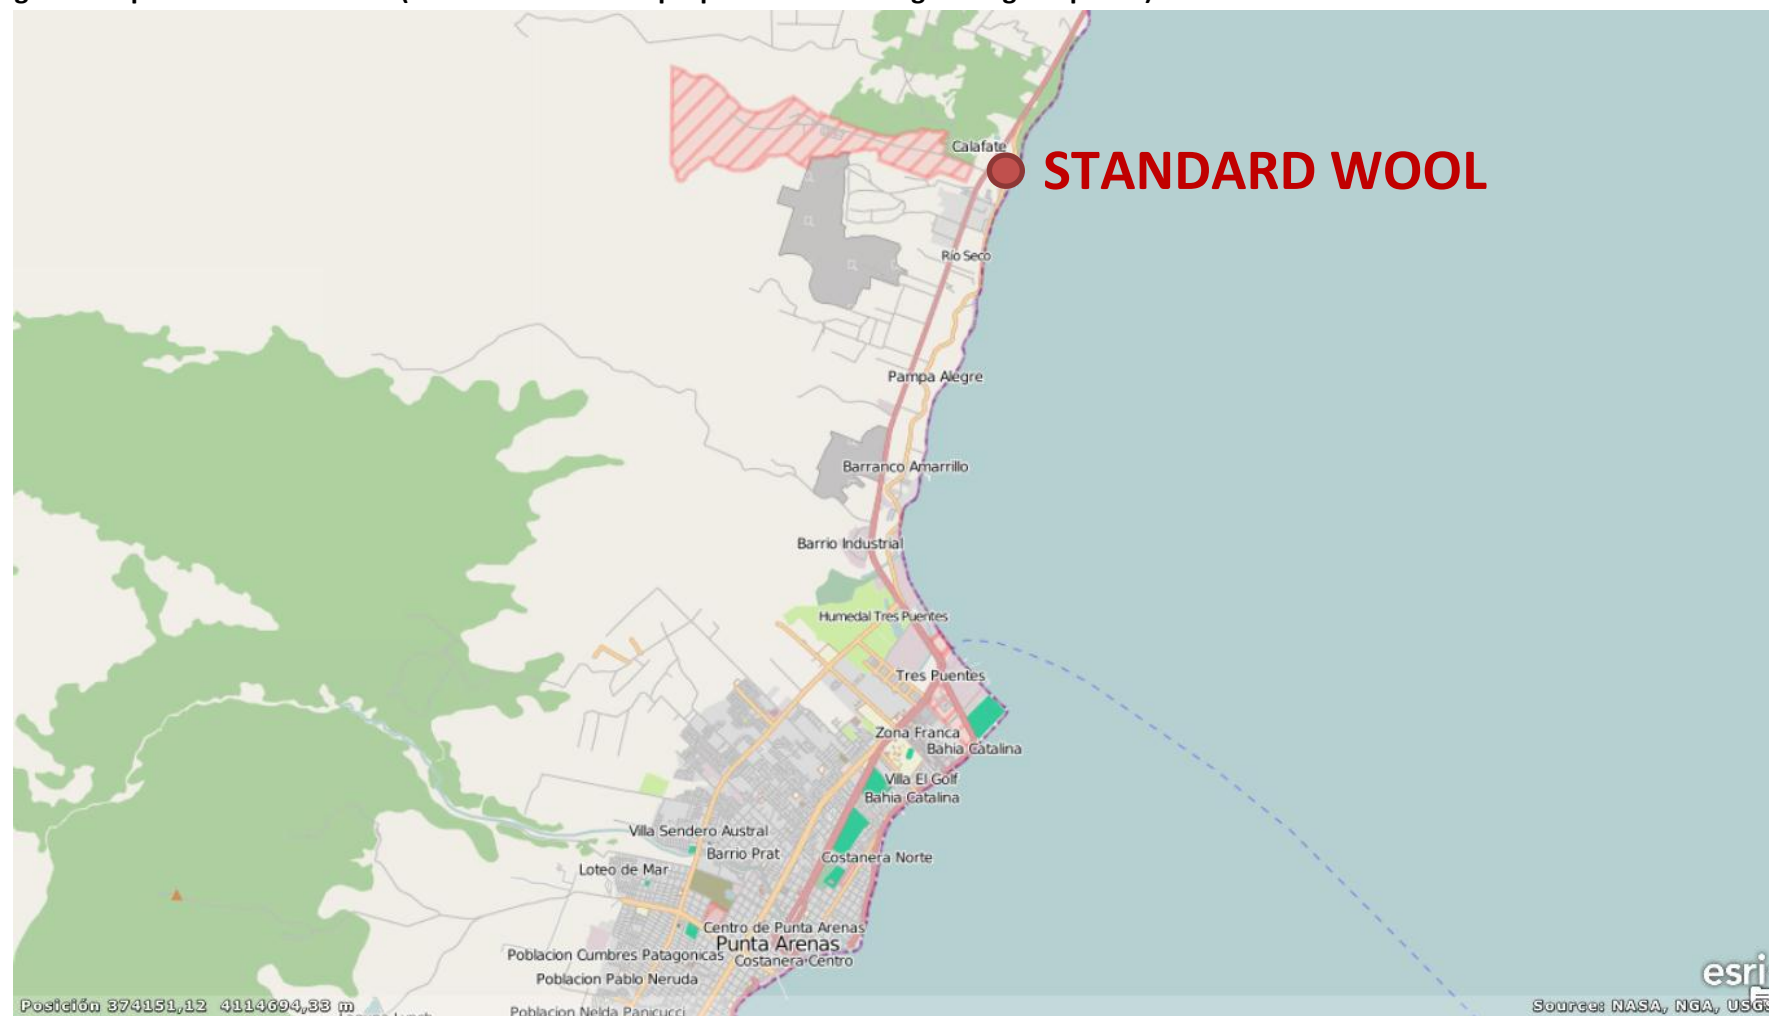 Calafate
STANDARD WOOL
Río Seco
Pampa Alegre
Barranco Amarrillo
Barrio Industrial
Humedal Tres Puentes
Tres Puentes
Zona Franca
Bahia Catalina
Villa El Golf
Bahia Catalina
Villa Sendero Austral
Barrio Prat
Costanera Norte
Loteo de Mar
Centro de Punta Arenas
Punta Arenas
Poblacion Cumbres Patagonicas
Costanera Centro
Poblacion Pablo Neruda
esri
Posición 374151,12 4114694,33 m
Poblacion Nelda Panicucci
Source: NASA, NGA, USGS